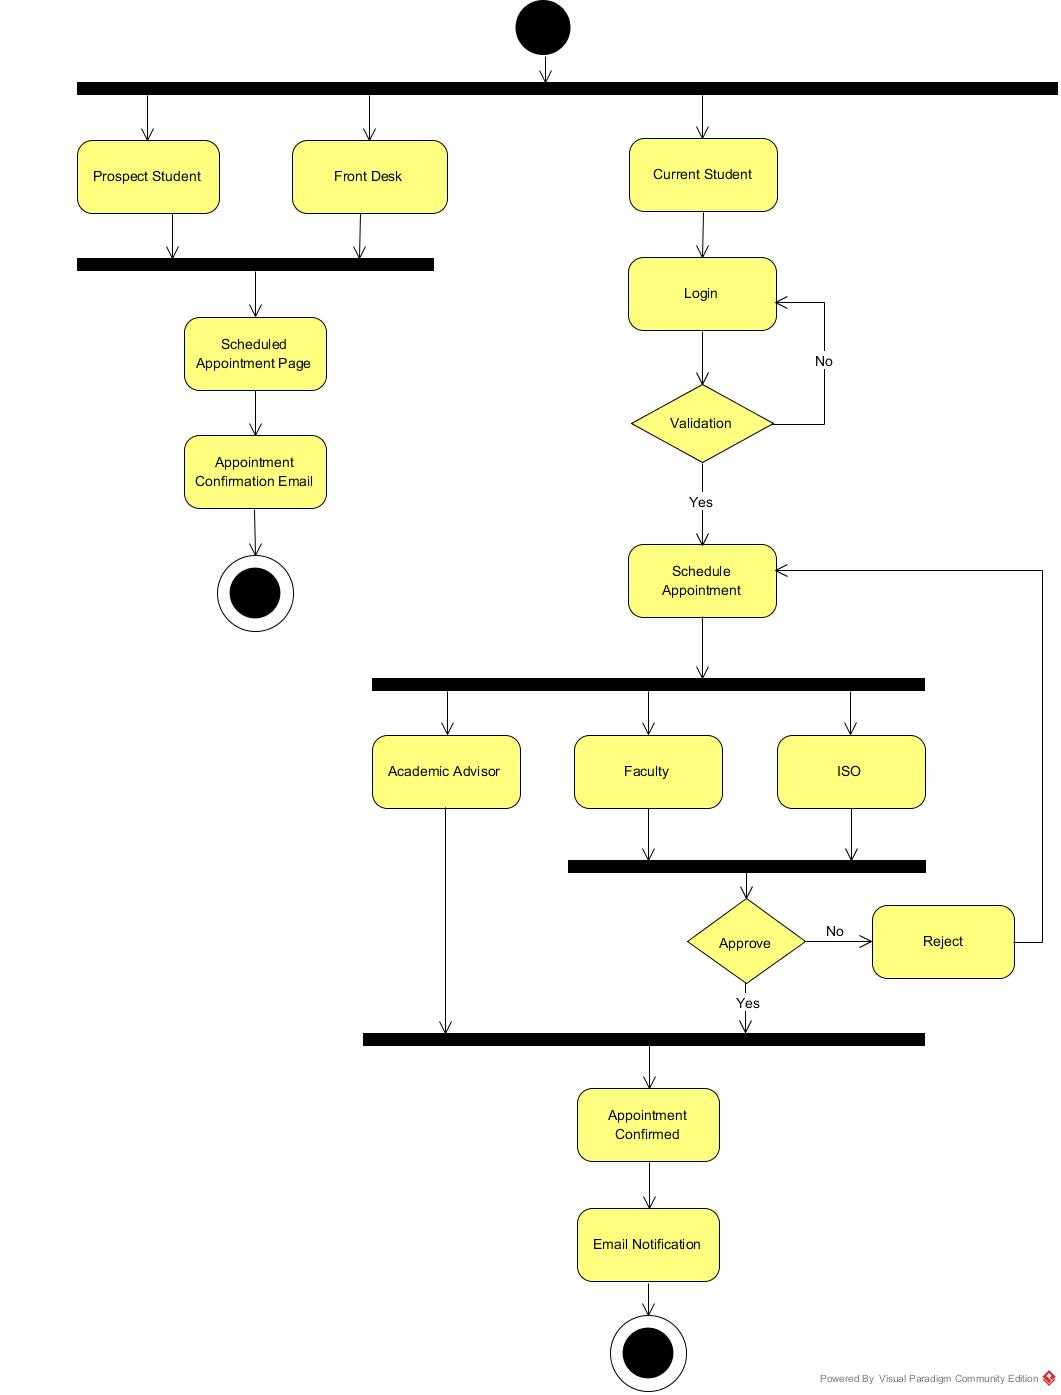 Prospect Student
Front Desk
Current Student
Login
No
Scheduled
Appointment Page
Validation
Appointment
Confirmation Email
Yes
Schedule
Appointment
Academic Advisor
Faculty
ISO
Approve
No
Reject
Yes
Appointment
Confirmed
Email Notification
Powered By Visual Paradigm Community Edition